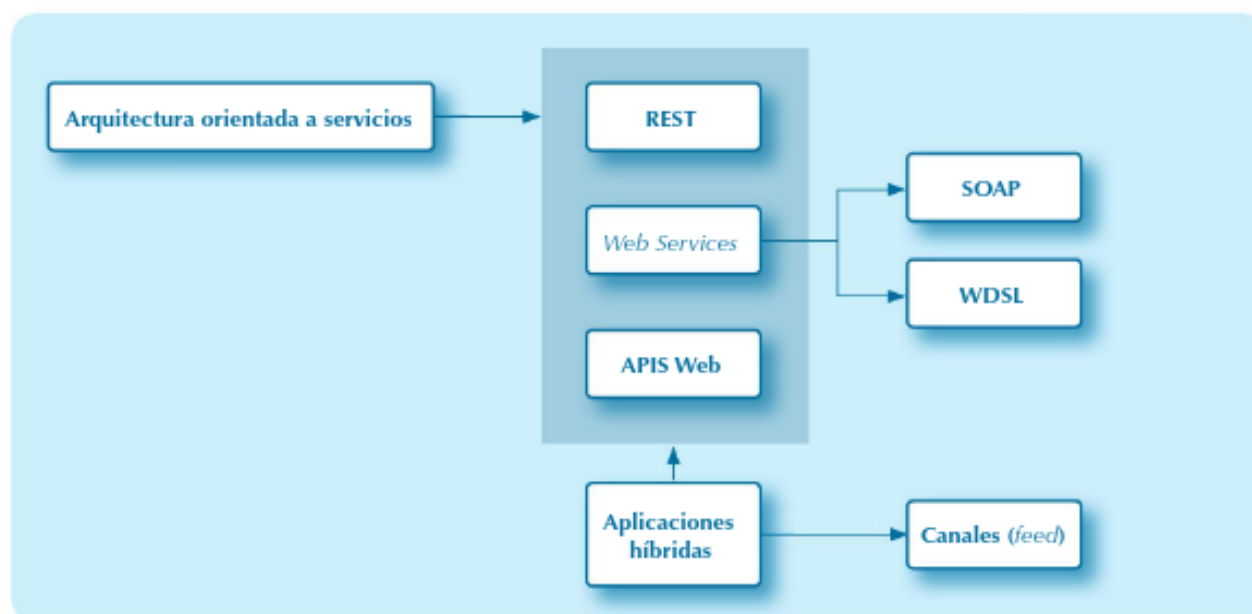 Arquitectura orientada a servicios
REST
Web Services
SOAP
WDSL
APIS Web
Aplicaciones
híbridas
Canales (feed)